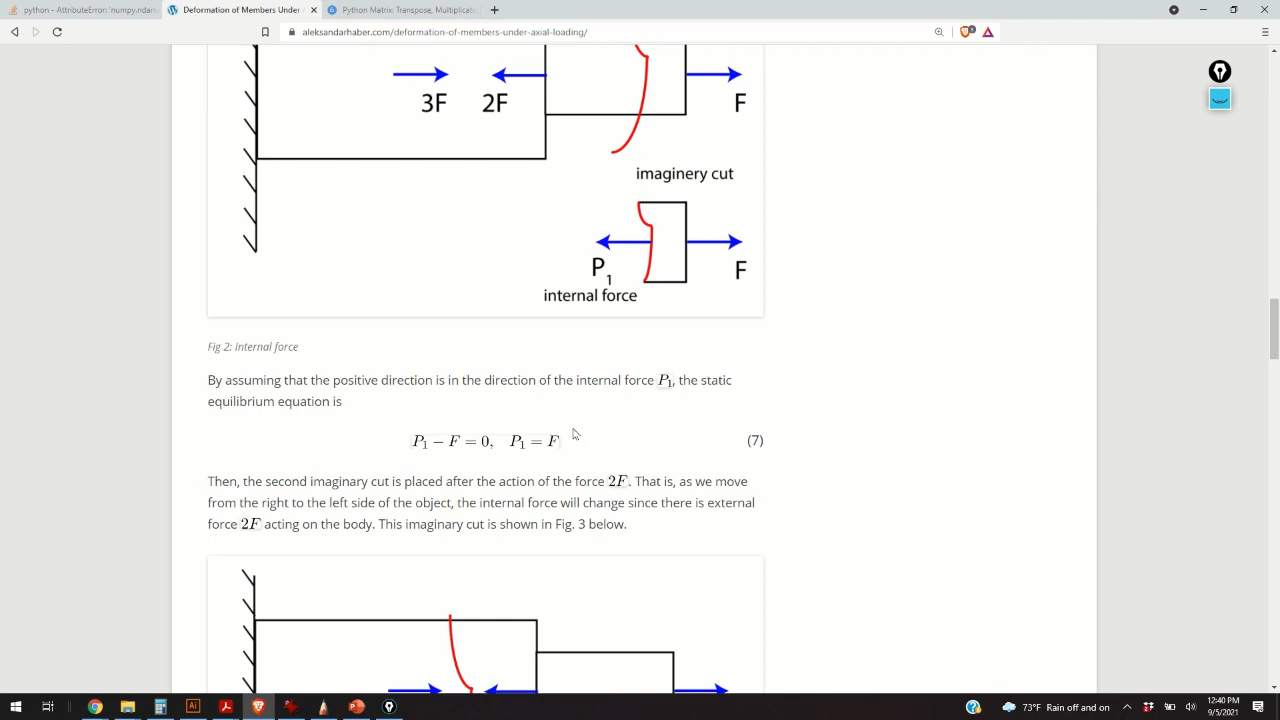 python - AttributeError: 'numpy.ndar
Deformation of Members Under
Python Matrix: Transpose, Multiplicati
aleksandarhaber.com/deformation-of-members-under-axial-loading/
3F
2F
F
imaginery cut
P1
F
internal force
Fig 2: Internal force
By assuming that the positive direction is in the direction of the internal force P1, the static
equilibrium equation is
P1 − F = 0, P1 = F
(7)
Then, the second imaginary cut is placed after the action of the force 2F. That is, as we move
from the right to the left side of the object, the internal force will change since there is external
force 2F acting on the body. This imaginary cut is shown in Fig. 3 below.
Ai
73°F Rain off and on
12:40 PM
9/5/2021